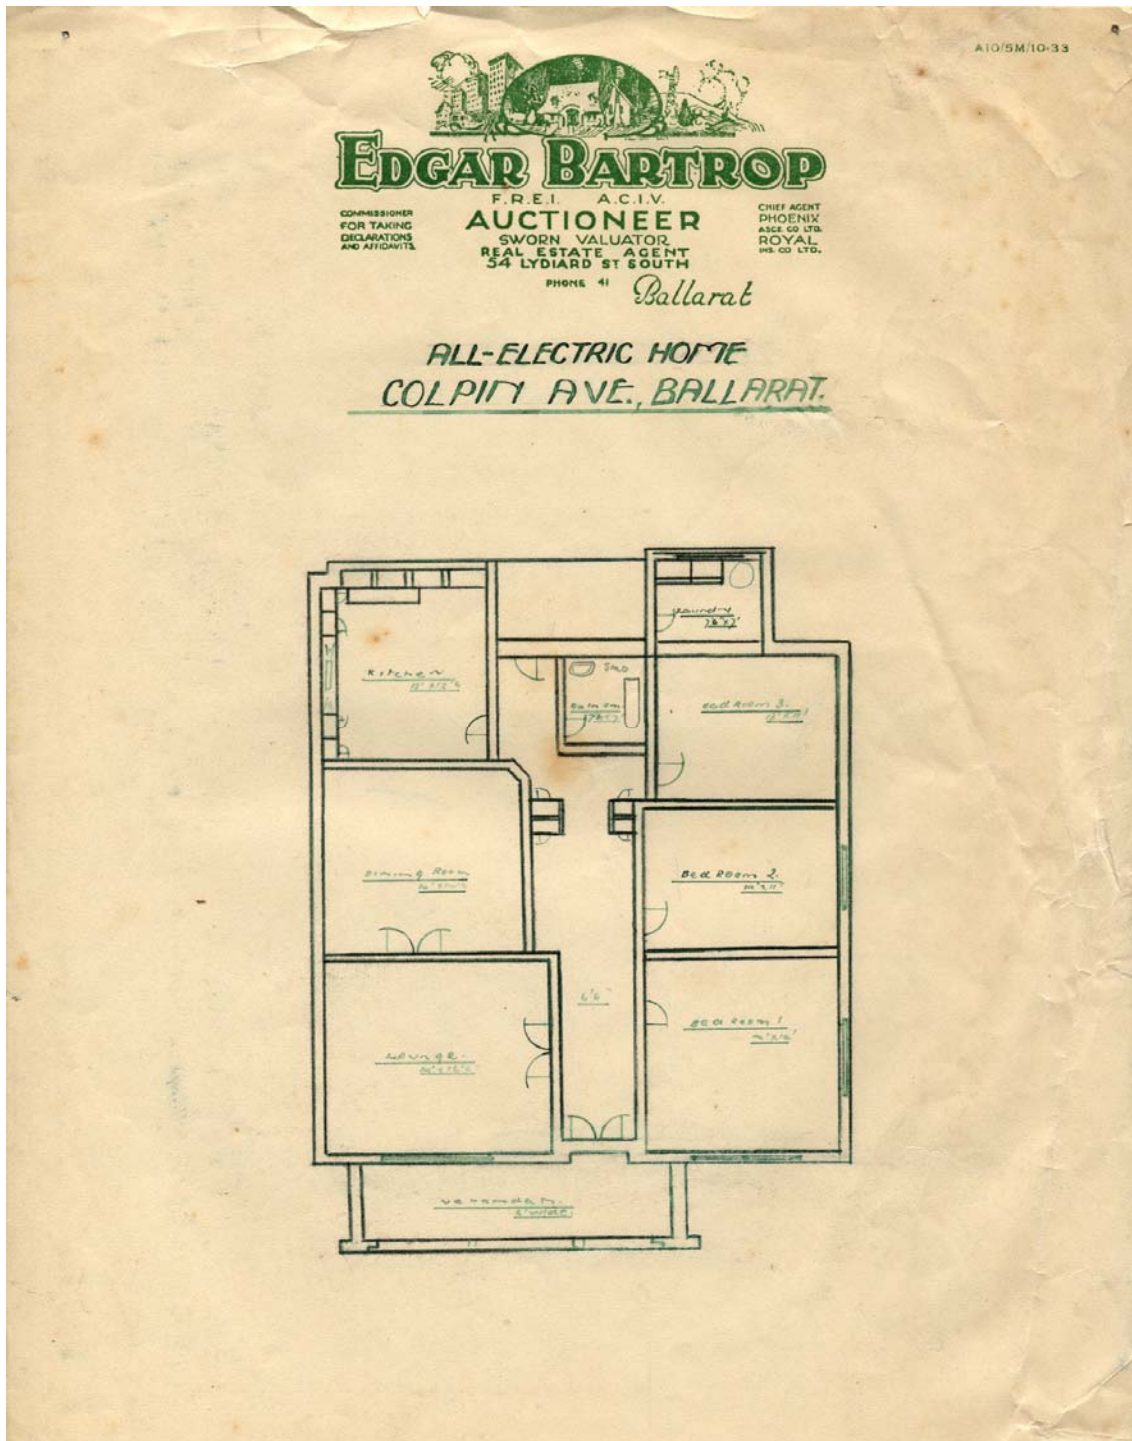 A10/5M/10-33
EDGAR BARTROP
F.R.E.I. A.C.I.V.
AUCTIONEER
SWORN VALUATOR
REAL ESTATE AGENT
54 LYDIARD ST SOUTH
PHONE 41 Ballarat
COMMISSIONER
FOR TAKING
DECLARATIONS
AND AFFIDAVITS
CHIEF AGENT
PHOENIX
ASCE. CO LTD.
ROYAL
INS. CO LTD.
ALL-ELECTRIC HOME
COLPIN AVE., BALLARAT.
Laundry
Kitchen
Bed Room 3.
Dining Room
Bed Room 2.
6'6"
Bed Room 1
Lounge.
Verandah.
6' wide.